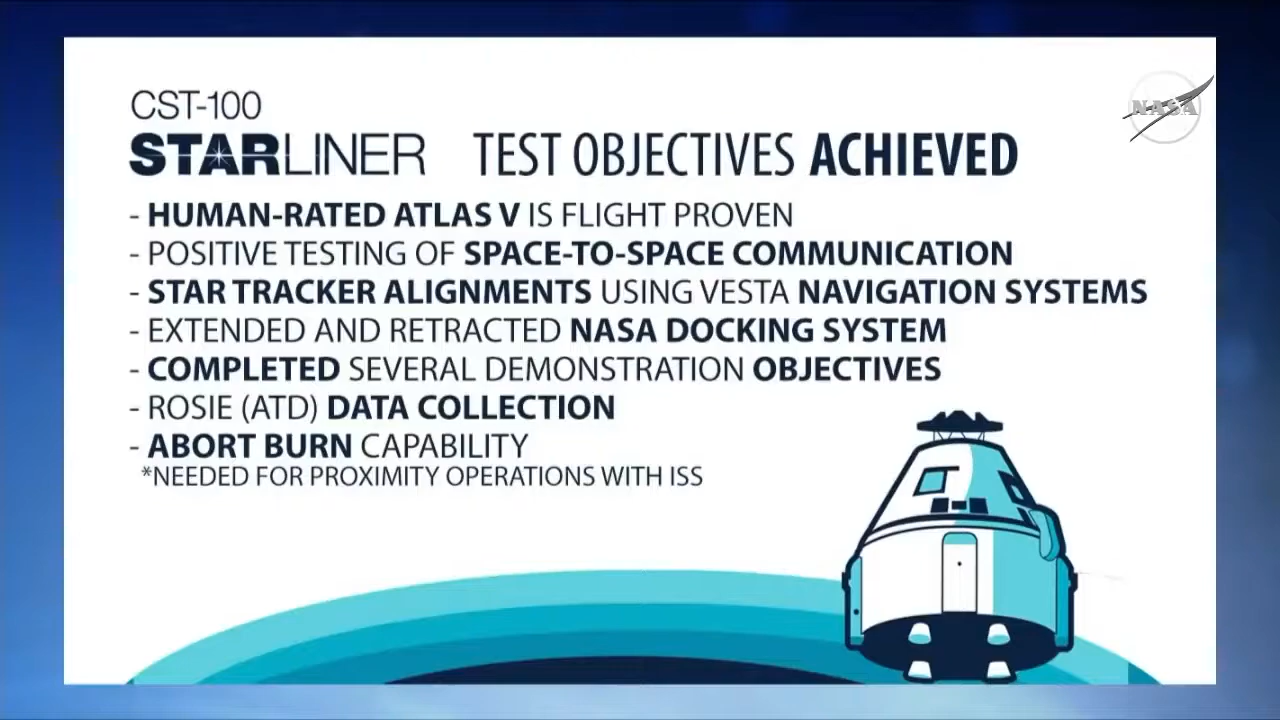 CST-100
STARLINER TEST OBJECTIVES ACHIEVED
- HUMAN-RATED ATLAS V IS FLIGHT PROVEN
- POSITIVE TESTING OF SPACE-TO-SPACE COMMUNICATION
- STAR TRACKER ALIGNMENTS USING VESTA NAVIGATION SYSTEMS
- EXTENDED AND RETRACTED NASA DOCKING SYSTEM
- COMPLETED SEVERAL DEMONSTRATION OBJECTIVES
- ROSIE (ATD) DATA COLLECTION
- ABORT BURN CAPABILITY
*NEEDED FOR PROXIMITY OPERATIONS WITH ISS
NASA